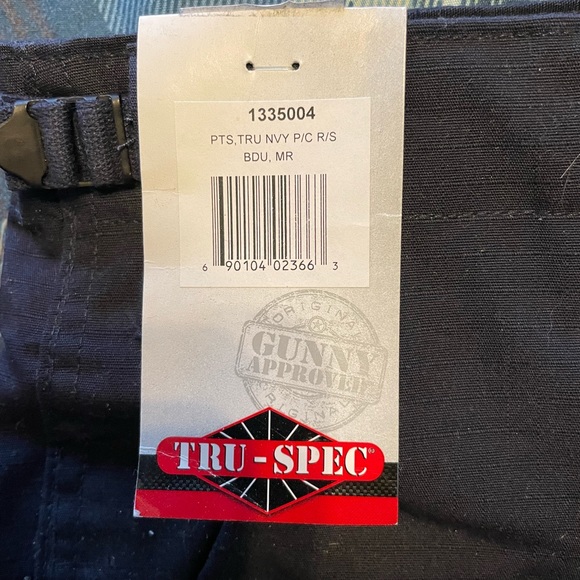 1335004
PTS,TRU NVY P/C R/S
BDU, MR
6 90104 02366 3
ORIGINAL
GUNNY
APPROVED
ORIGINAL
TRU-SPEC®